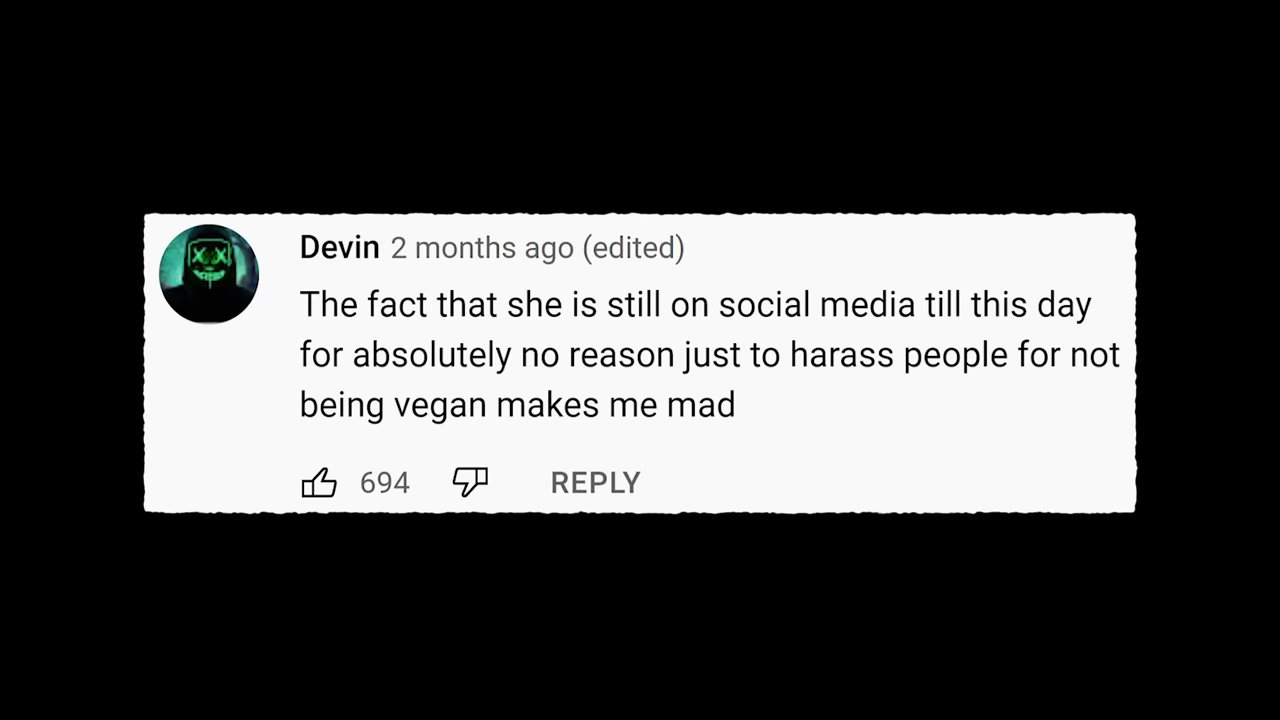 Devin 2 months ago (edited)
The fact that she is still on social media till this day
for absolutely no reason just to harass people for not
being vegan makes me mad
694 REPLY